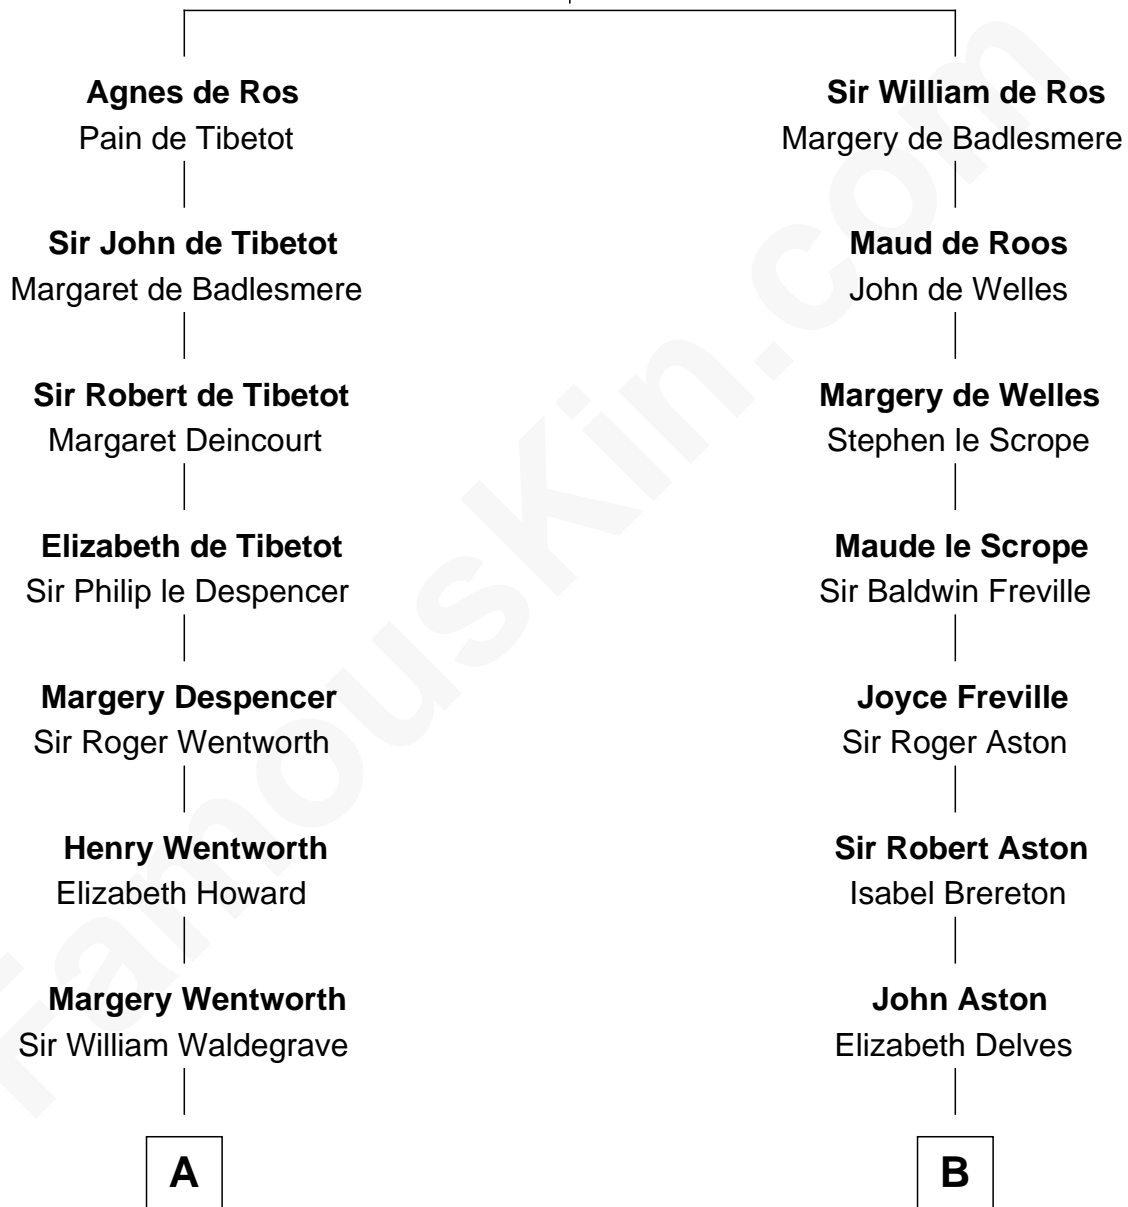 Agnes de Ros
Pain de Tibetot
Sir John de Tibetot
Margaret de Badlesmere
Sir Robert de Tibetot
Margaret Deincourt
Elizabeth de Tibetot
Sir Philip le Despencer
Margery Despencer
Sir Roger Wentworth
Henry Wentworth
Elizabeth Howard
Margery Wentworth
Sir William Waldegrave
A
Sir William de Ros
Margery de Badlesmere
Maud de Roos
John de Welles
Margery de Welles
Stephen le Scrope
Maude le Scrope
Sir Baldwin Freville
Joyce Freville
Sir Roger Aston
Sir Robert Aston
Isabel Brereton
John Aston
Elizabeth Delves
B
FamousKin.com